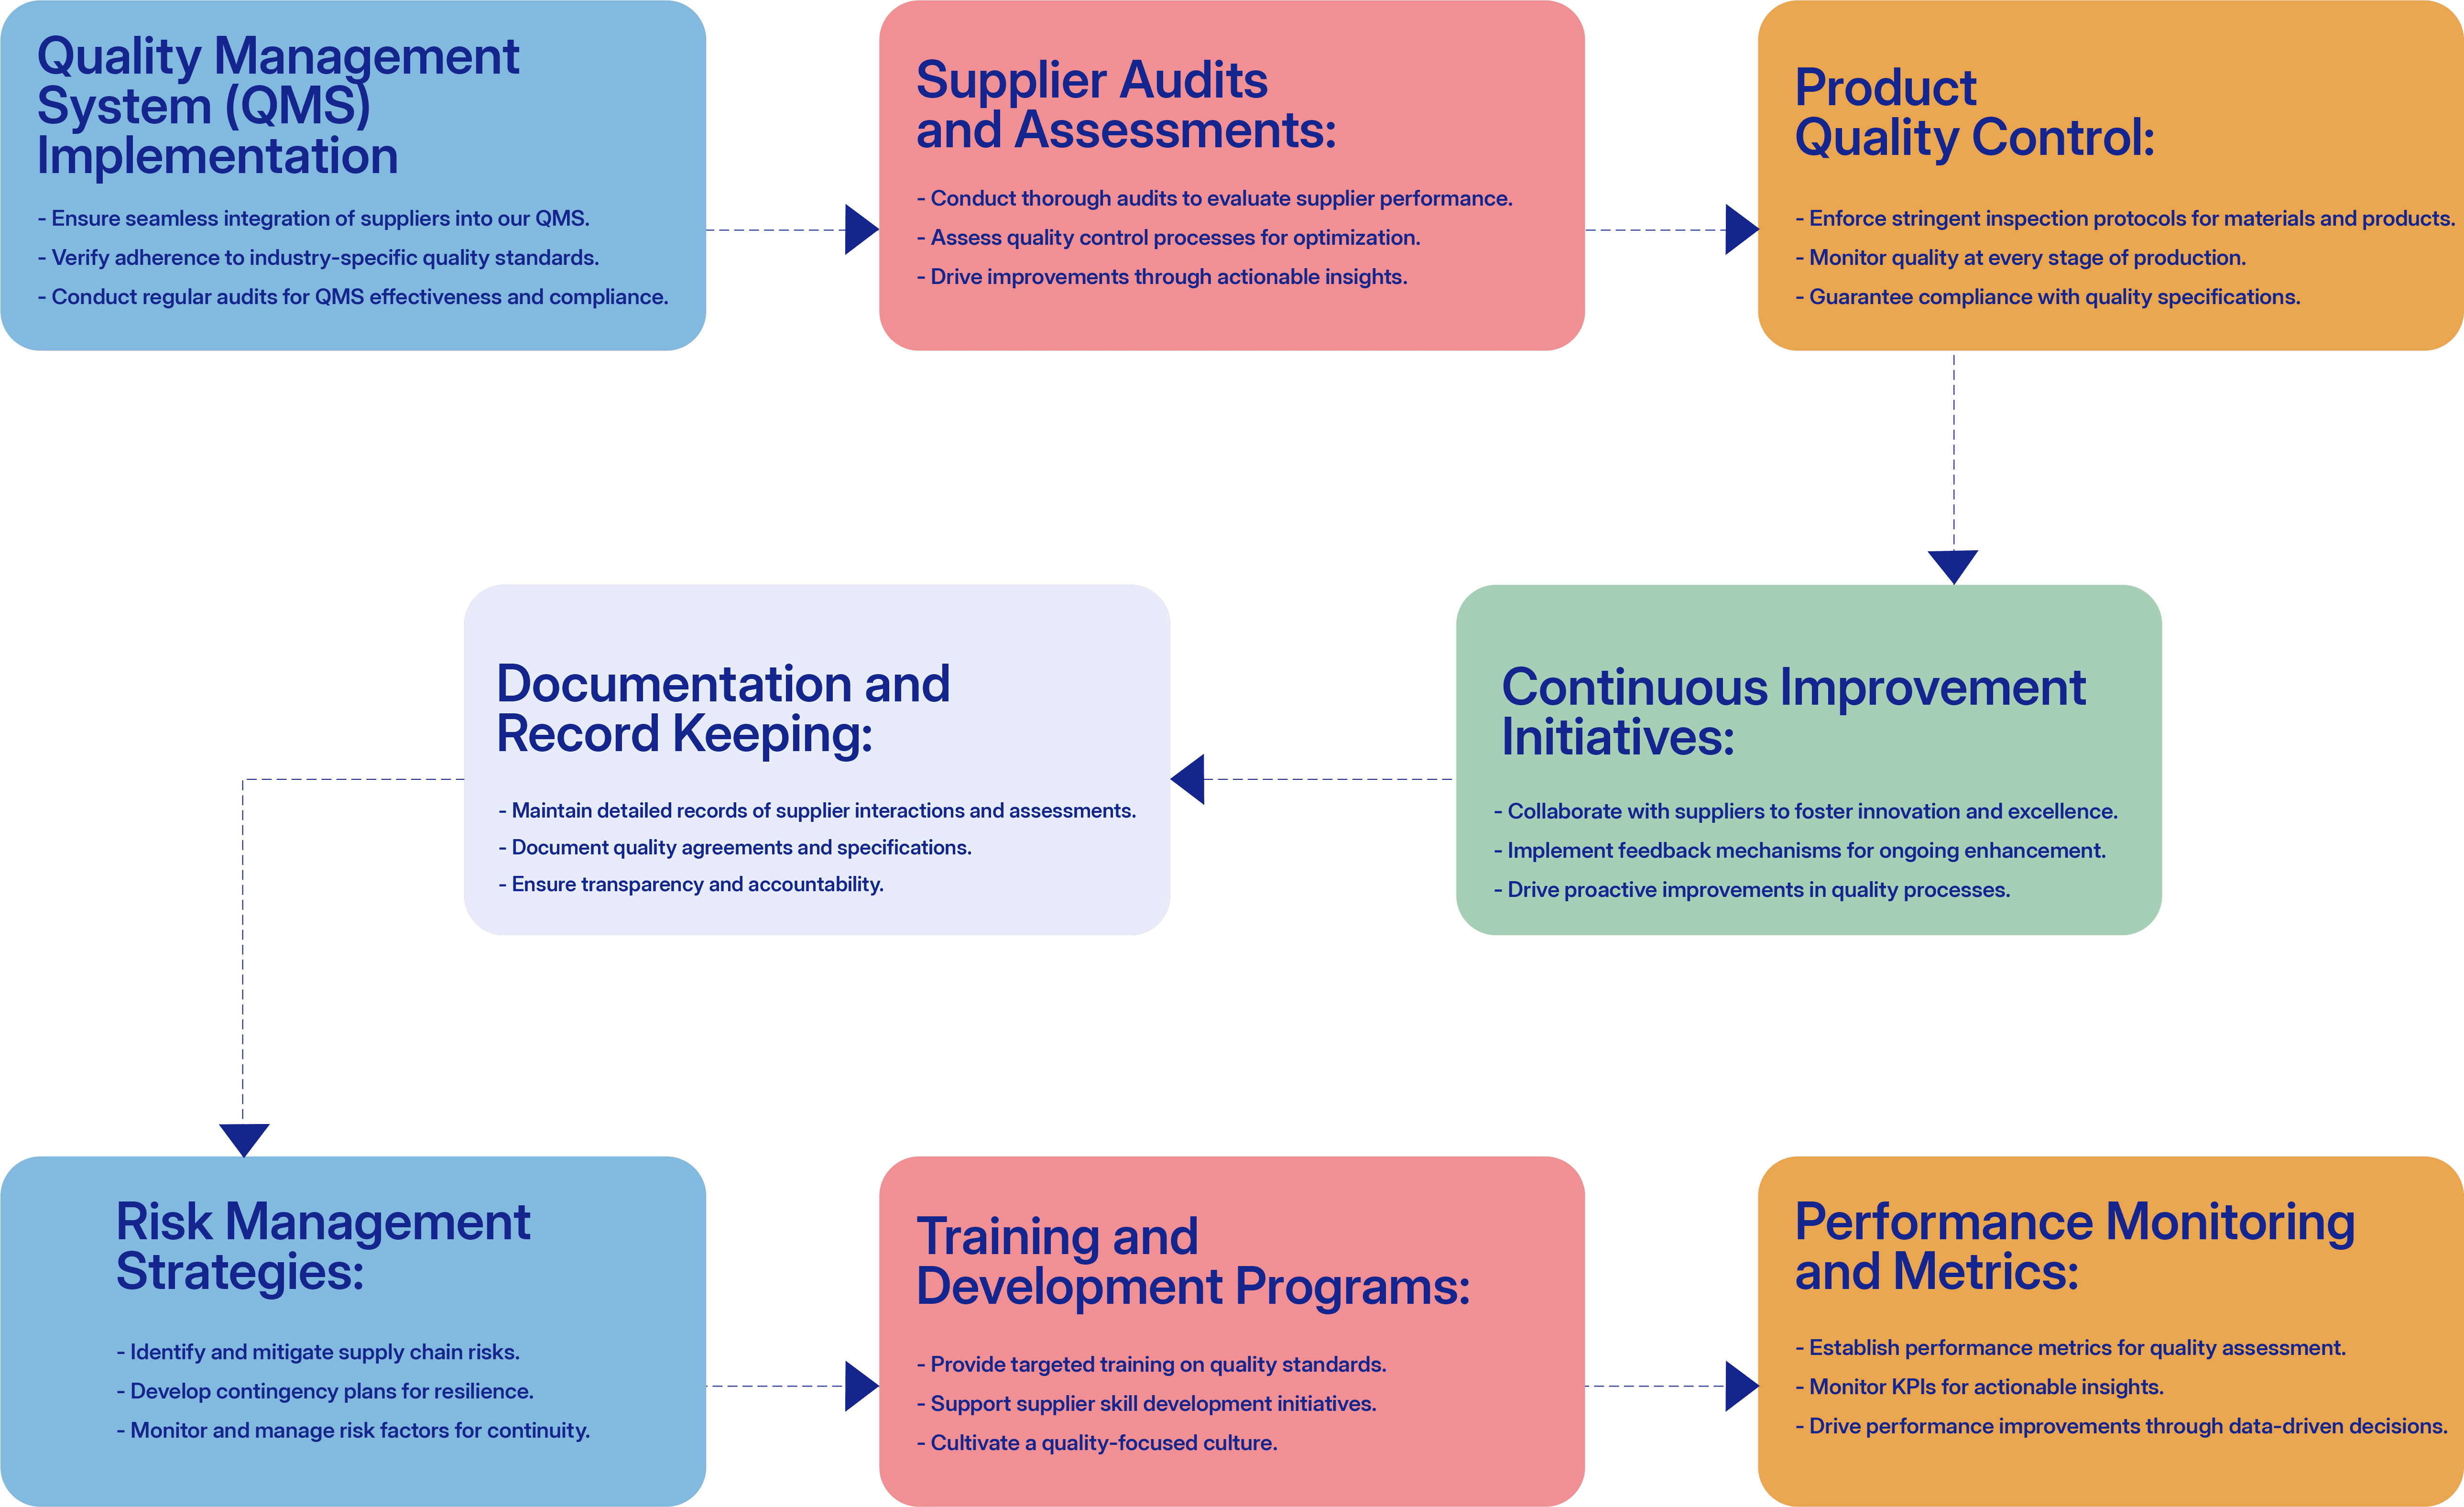 Quality Management
System (QMS)
Implementation
- Ensure seamless integration of suppliers into our QMS.
- Verify adherence to industry-specific quality standards.
- Conduct regular audits for QMS effectiveness and compliance.
Supplier Audits
and Assessments:
- Conduct thorough audits to evaluate supplier performance.
- Assess quality control processes for optimization.
- Drive improvements through actionable insights.
Product
Quality Control:
- Enforce stringent inspection protocols for materials and products.
- Monitor quality at every stage of production.
- Guarantee compliance with quality specifications.
Continuous Improvement
Initiatives:
- Collaborate with suppliers to foster innovation and excellence.
- Implement feedback mechanisms for ongoing enhancement.
- Drive proactive improvements in quality processes.
Documentation and
Record Keeping:
- Maintain detailed records of supplier interactions and assessments.
- Document quality agreements and specifications.
- Ensure transparency and accountability.
Risk Management
Strategies:
- Identify and mitigate supply chain risks.
- Develop contingency plans for resilience.
- Monitor and manage risk factors for continuity.
Training and
Development Programs:
- Provide targeted training on quality standards.
- Support supplier skill development initiatives.
- Cultivate a quality-focused culture.
Performance Monitoring
and Metrics:
- Establish performance metrics for quality assessment.
- Monitor KPIs for actionable insights.
- Drive performance improvements through data-driven decisions.